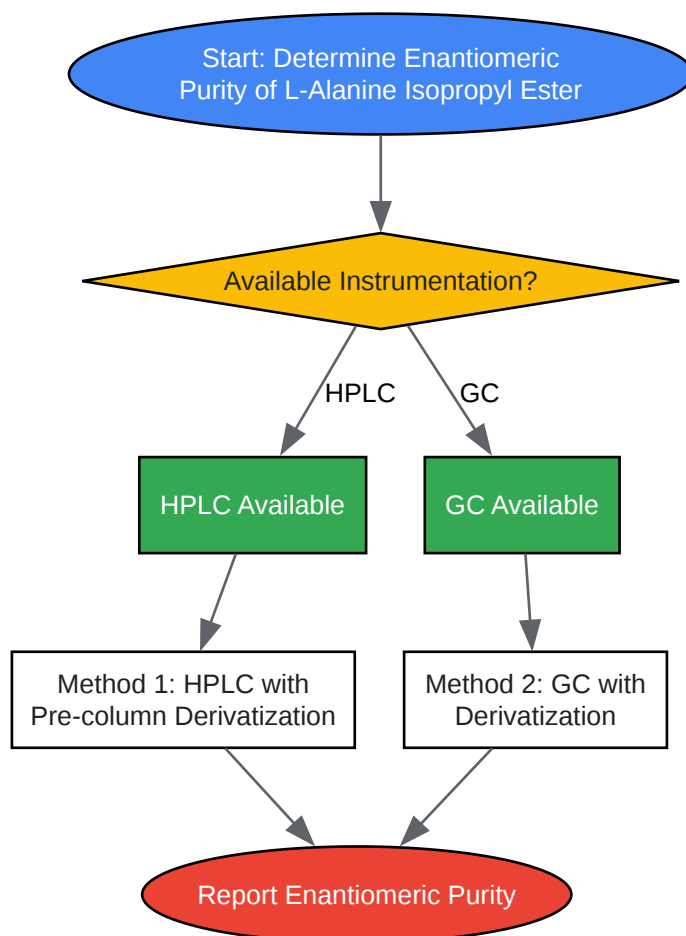 Start: Determine Enantiomeric
Purity of L-Alanine Isopropyl Ester
Available Instrumentation?
HPLC
GC
HPLC Available
GC Available
Method 1: HPLC with
Pre-column Derivatization
Method 2: GC with
Derivatization
Report Enantiomeric Purity